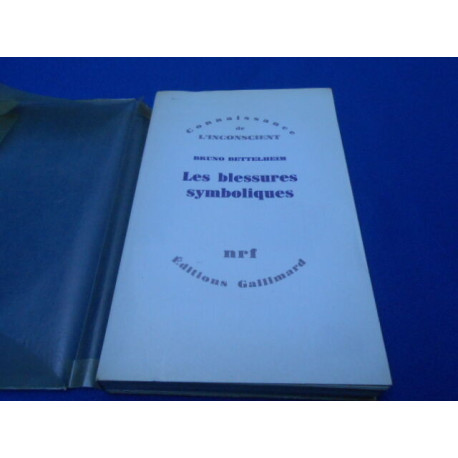 Connaissance
de
L'INCONSCIENT
BRUNO BETTELHEIM
Les blessures
symboliques
nrf
Éditions Gallimard